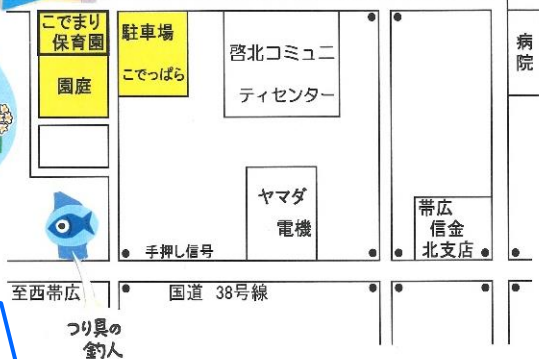 こでまり
保育園
園庭
駐車場
こでっぱら
啓北コミュニ
ティセンター
病
院
ヤマダ
電機
帯広
信金
北支店
手押し信号
至西帯広
国道 38号線
つり具の
釣人